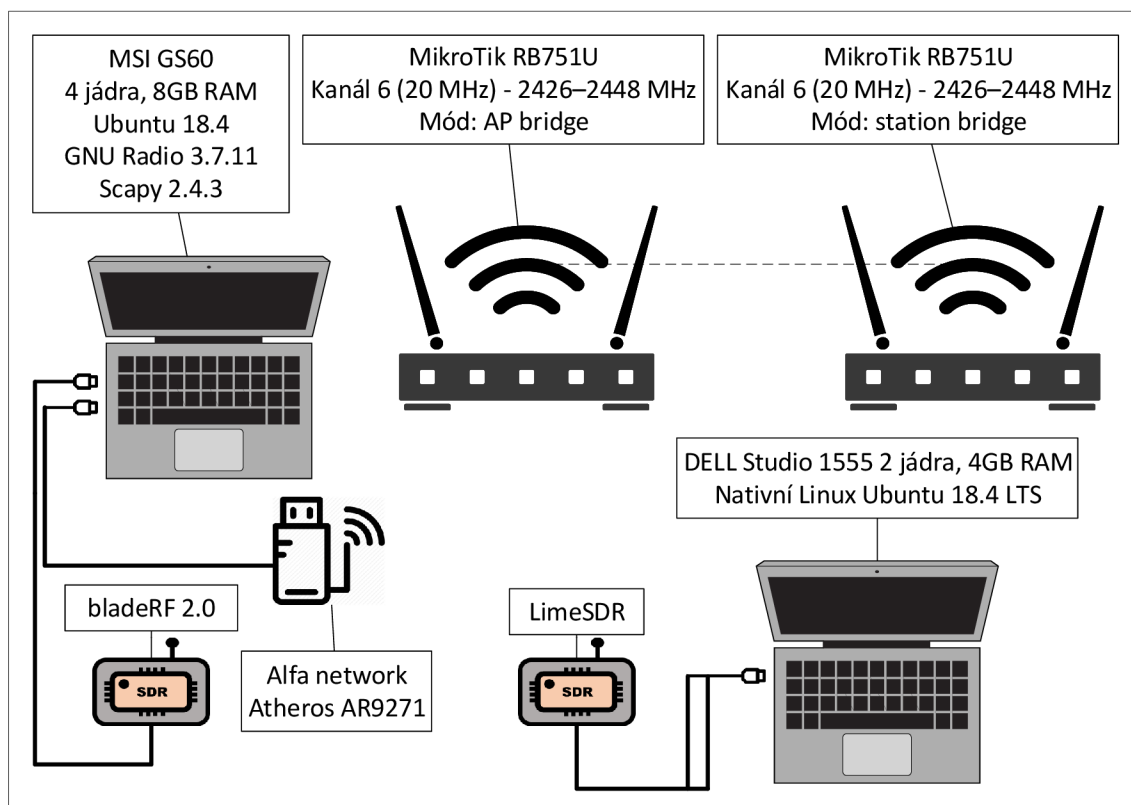 MSI GS60
4 jádra, 8GB RAM
Ubuntu 18.4
GNU Radio 3.7.11
Scapy 2.4.3
MikroTik RB751U
Kanál 6 (20 MHz) - 2426–2448 MHz
Mód: AP bridge
MikroTik RB751U
Kanál 6 (20 MHz) - 2426–2448 MHz
Mód: station bridge
DELL Studio 1555 2 jádra, 4GB RAM
Nativní Linux Ubuntu 18.4 LTS
bladeRF 2.0
SDR
Alfa network
Atheros AR9271
LimeSDR
SDR